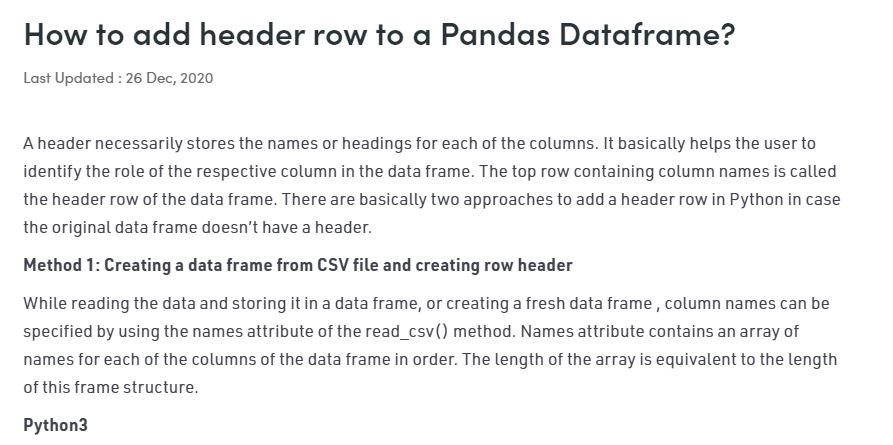 How to add header row to a Pandas Dataframe?
Last Updated : 26 Dec, 2020
A header necessarily stores the names or headings for each of the columns. It basically helps the user to
identify the role of the respective column in the data frame. The top row containing column names is called
the header row of the data frame. There are basically two approaches to add a header row in Python in case
the original data frame doesn’t have a header.
Method 1: Creating a data frame from CSV file and creating row header
While reading the data and storing it in a data frame, or creating a fresh data frame , column names can be
specified by using the names attribute of the read_csv() method. Names attribute contains an array of
names for each of the columns of the data frame in order. The length of the array is equivalent to the length
of this frame structure.
Python3